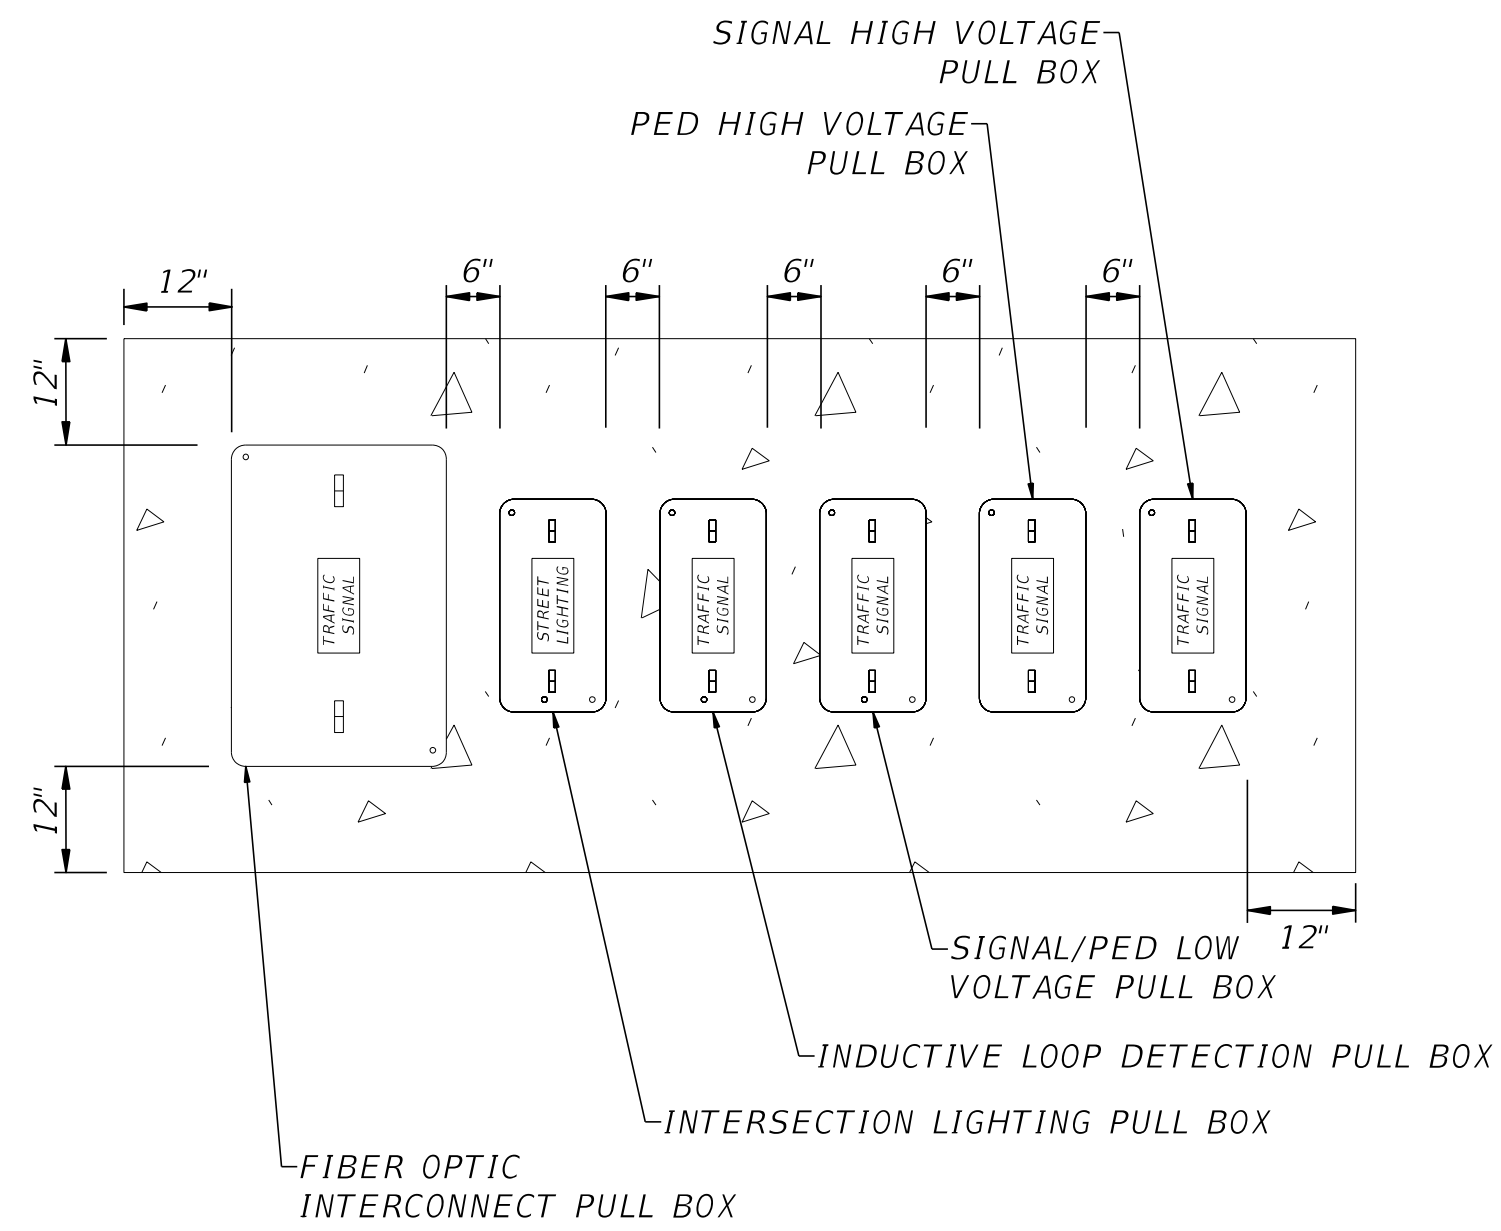 SIGNAL HIGH VOLTAGE
PULL BOX
PED HIGH VOLTAGE
PULL BOX
12"
6"
6"
6"
6"
6"
12"
TRAFFIC
SIGNAL
STREET
LIGHTING
TRAFFIC
SIGNAL
TRAFFIC
SIGNAL
TRAFFIC
SIGNAL
TRAFFIC
SIGNAL
12"
12"
SIGNAL/PED LOW
VOLTAGE PULL BOX
INDUCTIVE LOOP DETECTION PULL BOX
INTERSECTION LIGHTING PULL BOX
FIBER OPTIC
INTERCONNECT PULL BOX